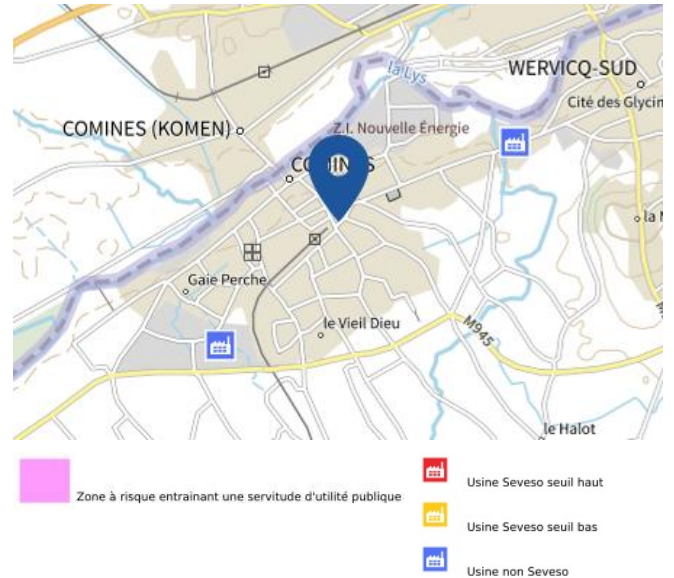 la Lys
WERVICQ-SUD
Cité des Glycin
COMINES (KOMEN)
Z.I. Nouvelle Énergie
la
Gaie Perche
le Vieil Dieu
M945
le Halot
Zone à risque entrainant une servitude d'utilité publique
Usine Seveso seuil haut
Usine Seveso seuil bas
Usine non Seveso